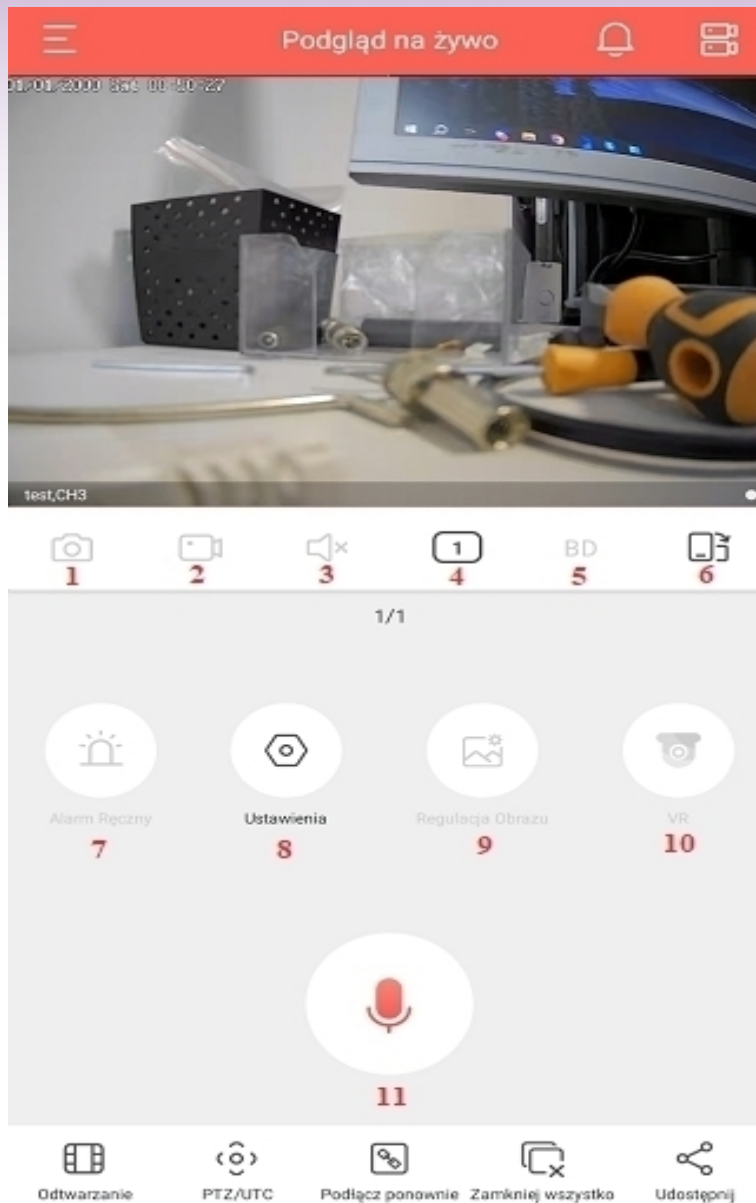 Podgląd na żywo
01/01/2000 Sat 00:50:27
test,CH3
1 BD
1 2 3 4 5 6
1/1
Alarm Ręczny Ustawienia Regulacja Obrazu VR
7 8 9 10
11
Odtwarzanie PTZ/UTC Podłącz ponownie Zamknij wszystko Udostępnij